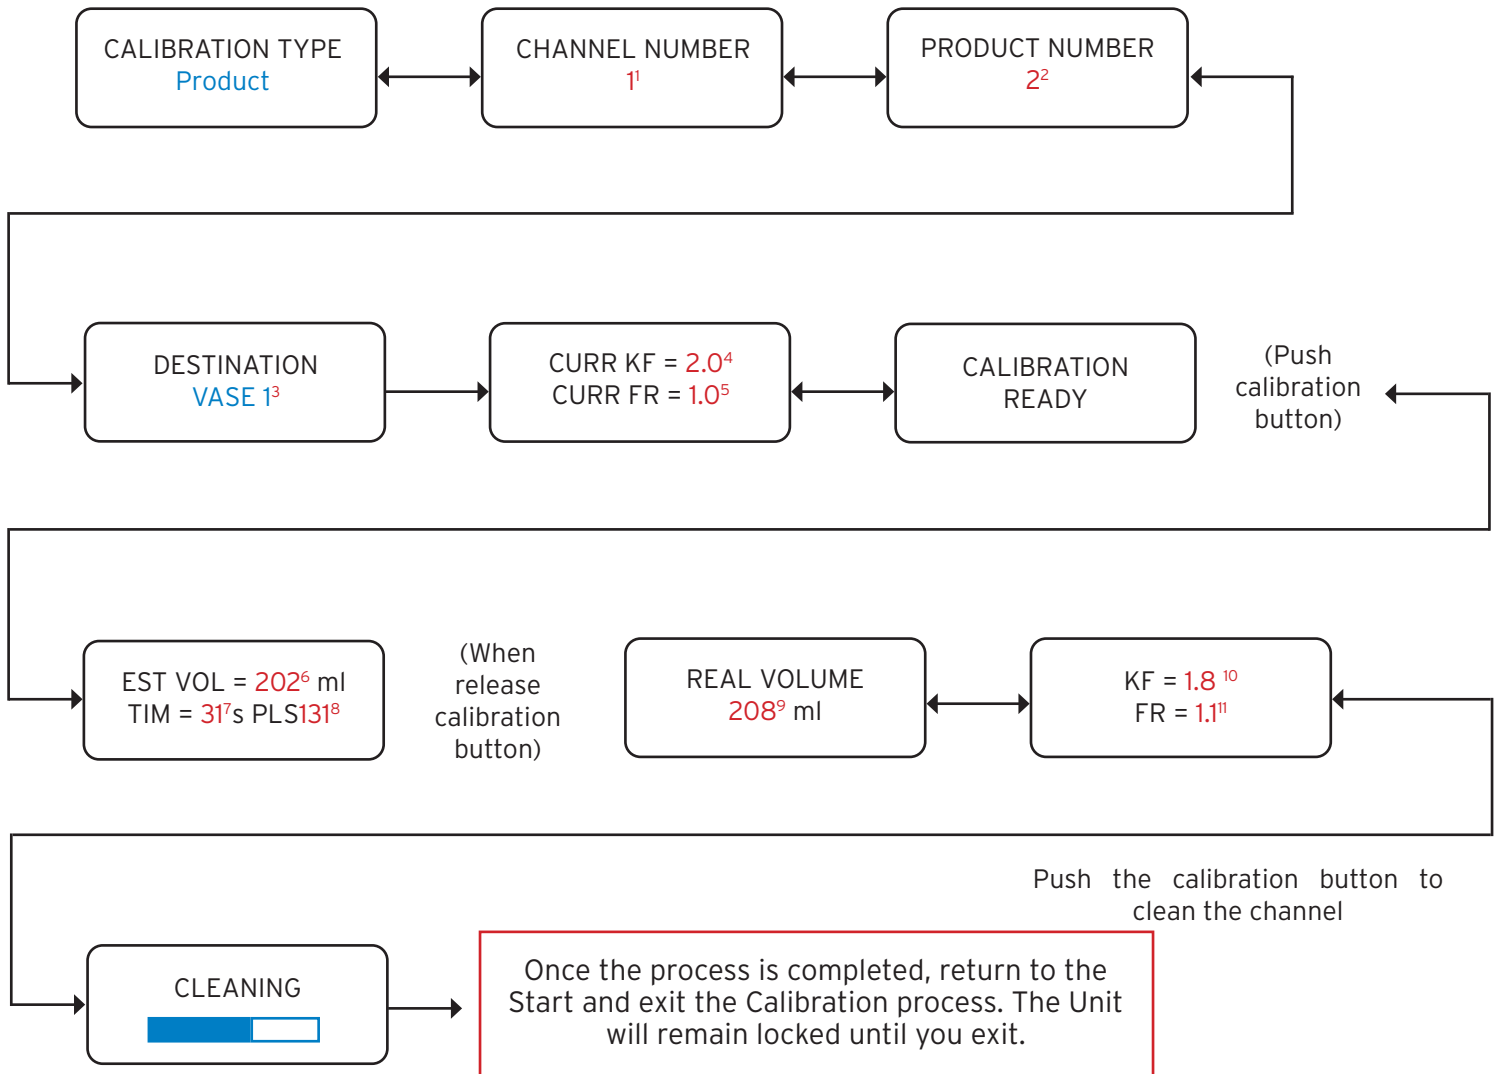 CALIBRATION TYPE
Product
CHANNEL NUMBER
1¹
PRODUCT NUMBER
2²
DESTINATION
VASE 1³
CURR KF = 2.0⁴
CURR FR = 1.0⁵
CALIBRATION
READY
(Push
calibration
button)
EST VOL = 202⁶ ml
TIM = 31⁷s PLS131⁸
(When
release
calibration
button)
REAL VOLUME
208⁹ ml
KF = 1.8 ¹⁰
FR = 1.1¹¹
Push the calibration button to
clean the channel
CLEANING
Once the process is completed, return to the
Start and exit the Calibration process. The Unit
will remain locked until you exit.